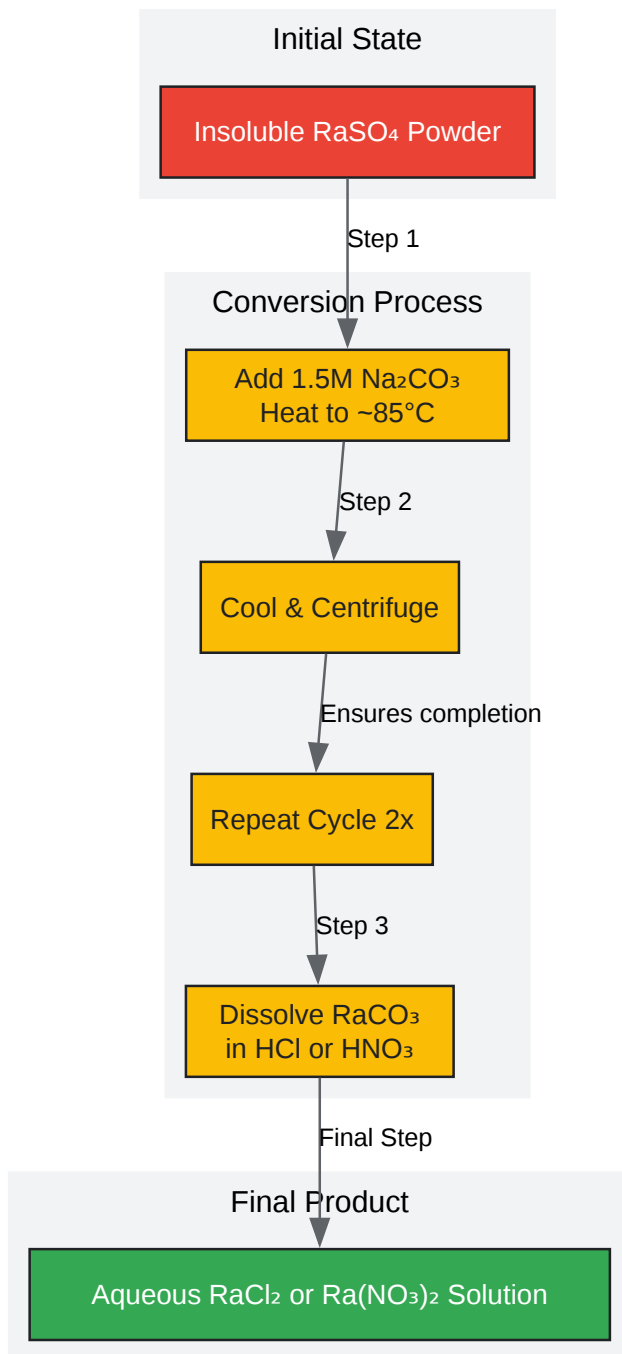 Initial State
Insoluble RaSO₄ Powder
Step 1
Conversion Process
Add 1.5M Na₂CO₃
Heat to ~85°C
Step 2
Cool & Centrifuge
Ensures completion
Repeat Cycle 2x
Step 3
Dissolve RaCO₃
in HCl or HNO₃
Final Step
Final Product
Aqueous RaCl₂ or Ra(NO₃)₂ Solution